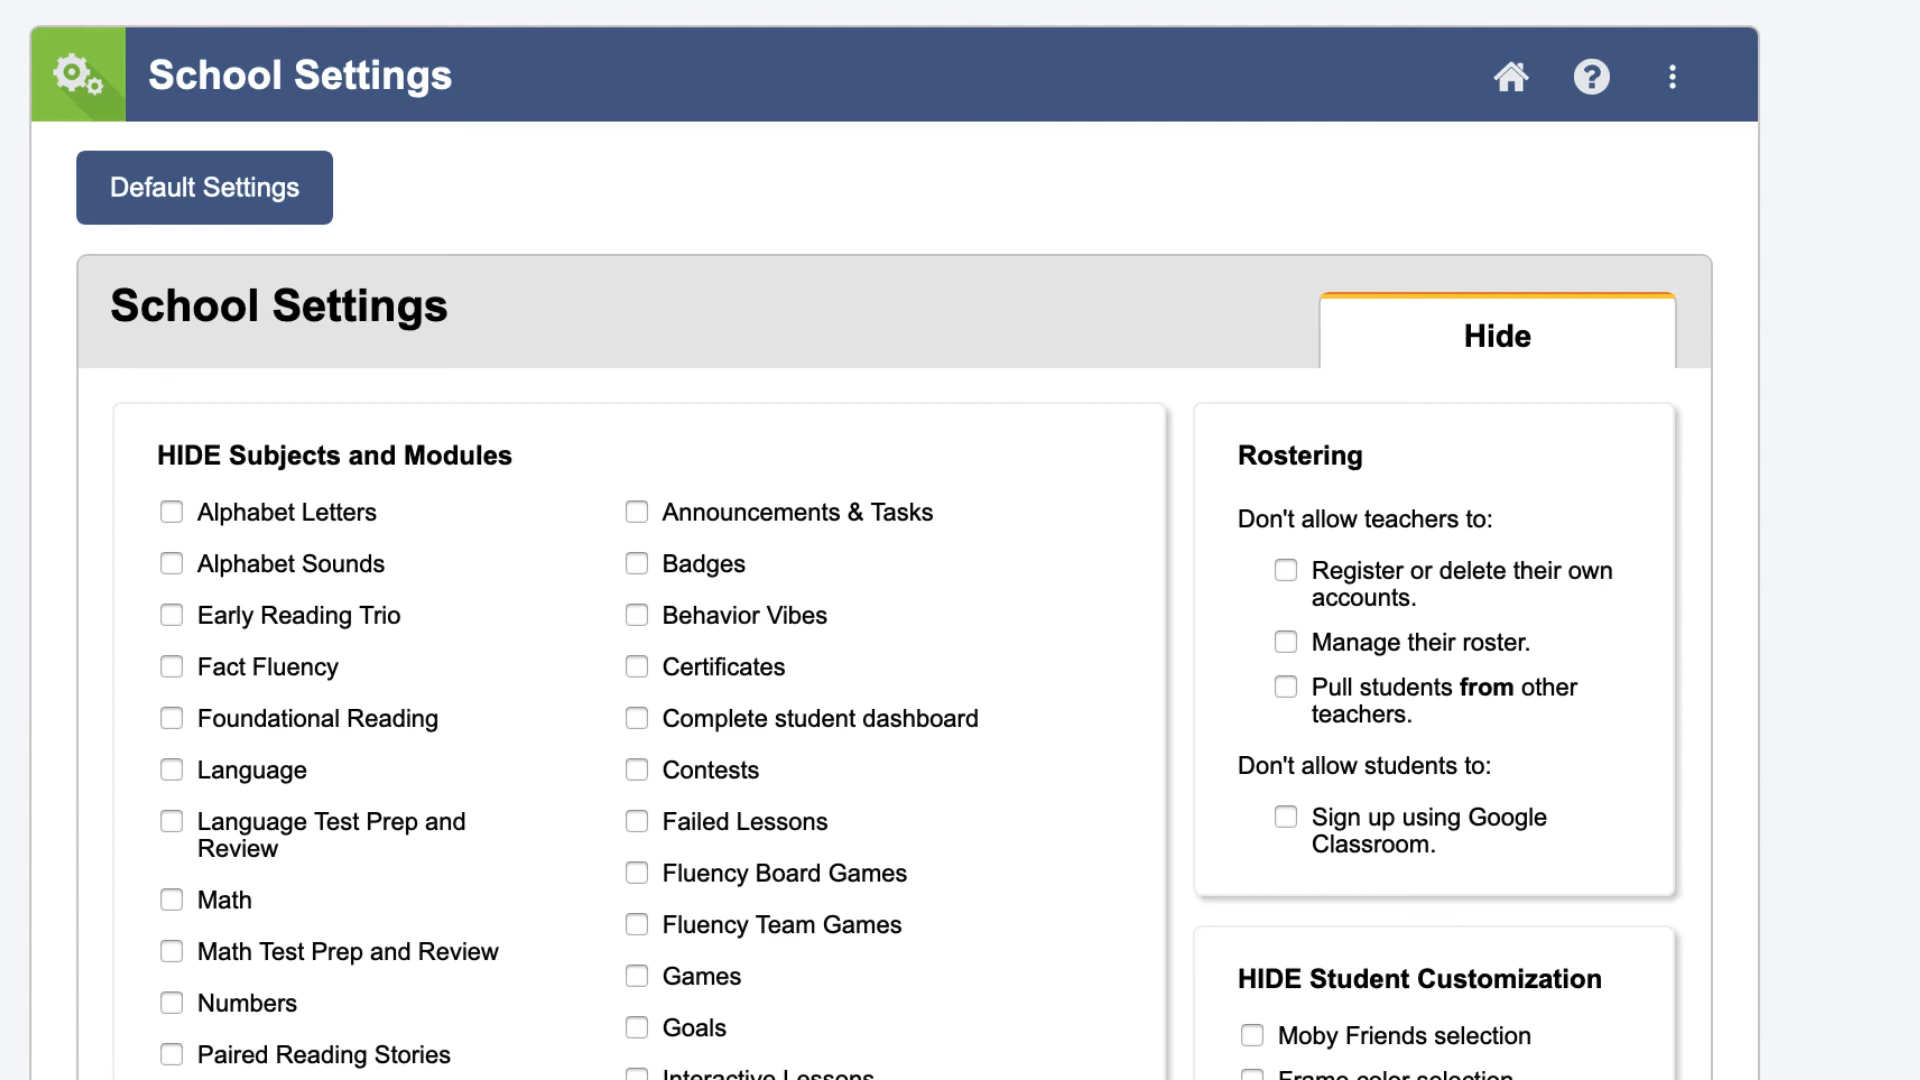 School Settings
?
Default Settings
School Settings
Hide
HIDE Subjects and Modules
Alphabet Letters
Alphabet Sounds
Early Reading Trio
Fact Fluency
Foundational Reading
Language
Language Test Prep and
Review
Math
Math Test Prep and Review
Numbers
Paired Reading Stories
Announcements & Tasks
Badges
Behavior Vibes
Certificates
Complete student dashboard
Contests
Failed Lessons
Fluency Board Games
Fluency Team Games
Games
Goals
Interactive Lessons
Rostering
Don't allow teachers to:
Register or delete their own
accounts.
Manage their roster.
Pull students from other
teachers.
Don't allow students to:
Sign up using Google
Classroom.
HIDE Student Customization
Moby Friends selection
Frame color selection